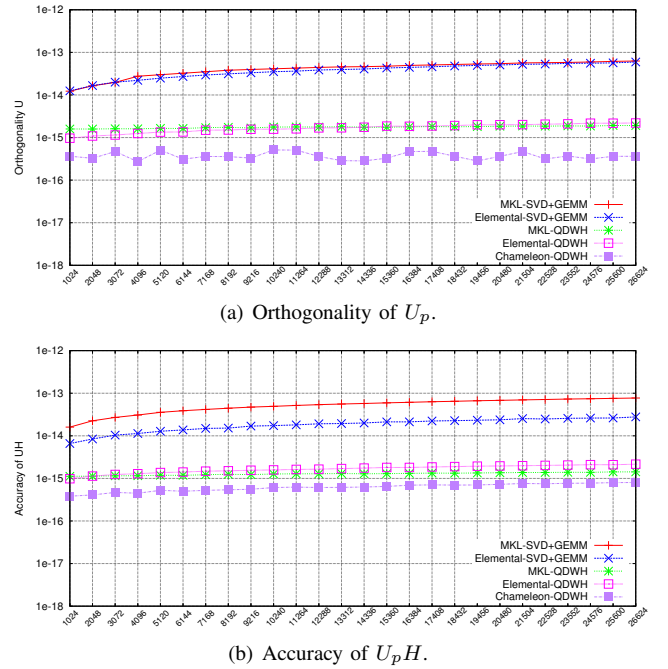 1e-12
1e-13
1e-14
1e-15
1e-16
1e-17
1e-18
Orthogonality U
MKL-SVD+GEMM
Elemental-SVD+GEMM
MKL-QDWH
Elemental-QDWH
Chameleon-QDWH
1024 2048 3072 4096 5120 6144 7168 8192 9216 10240 11264 12288 13312 14336 15360 16384 17408 18432 19456 20480 21504 22528 23552 24576 25600 26624
(a) Orthogonality of U_p.
1e-12
1e-13
1e-14
1e-15
1e-16
1e-17
1e-18
Accuracy of UH
MKL-SVD+GEMM
Elemental-SVD+GEMM
MKL-QDWH
Elemental-QDWH
Chameleon-QDWH
1024 2048 3072 4096 5120 6144 7168 8192 9216 10240 11264 12288 13312 14336 15360 16384 17408 18432 19456 20480 21504 22528 23552 24576 25600 26624
(b) Accuracy of U_pH.